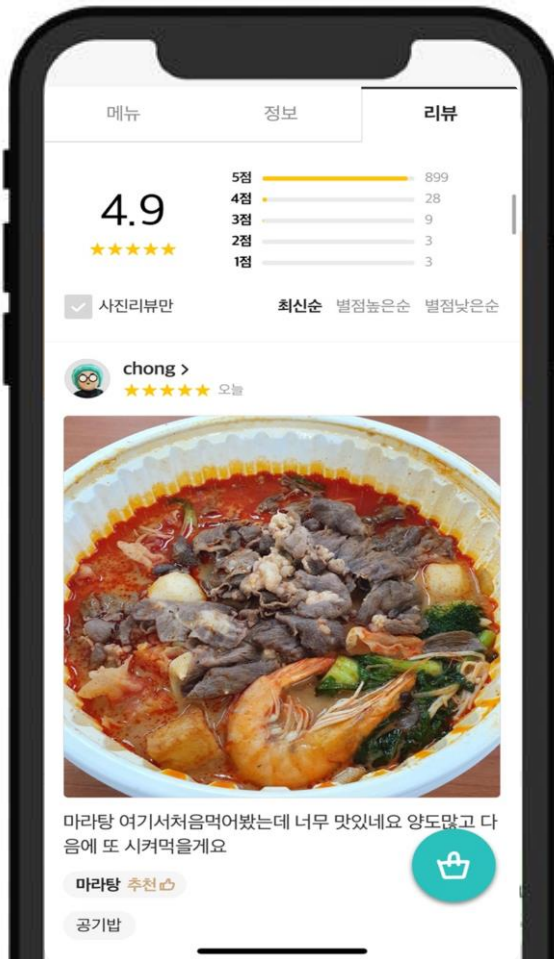 메뉴 정보 리뷰
4.9
5점 899
4점 28
3점 9
2점 3
1점 3
사진리뷰만 최신순 별점높은순 별점낮은순
chong >
오늘
마라탕 여기서처음먹어봤는데 너무 맛있네요 양도많고 다
음에 또 시켜먹을게요
마라탕 추천
공기밥